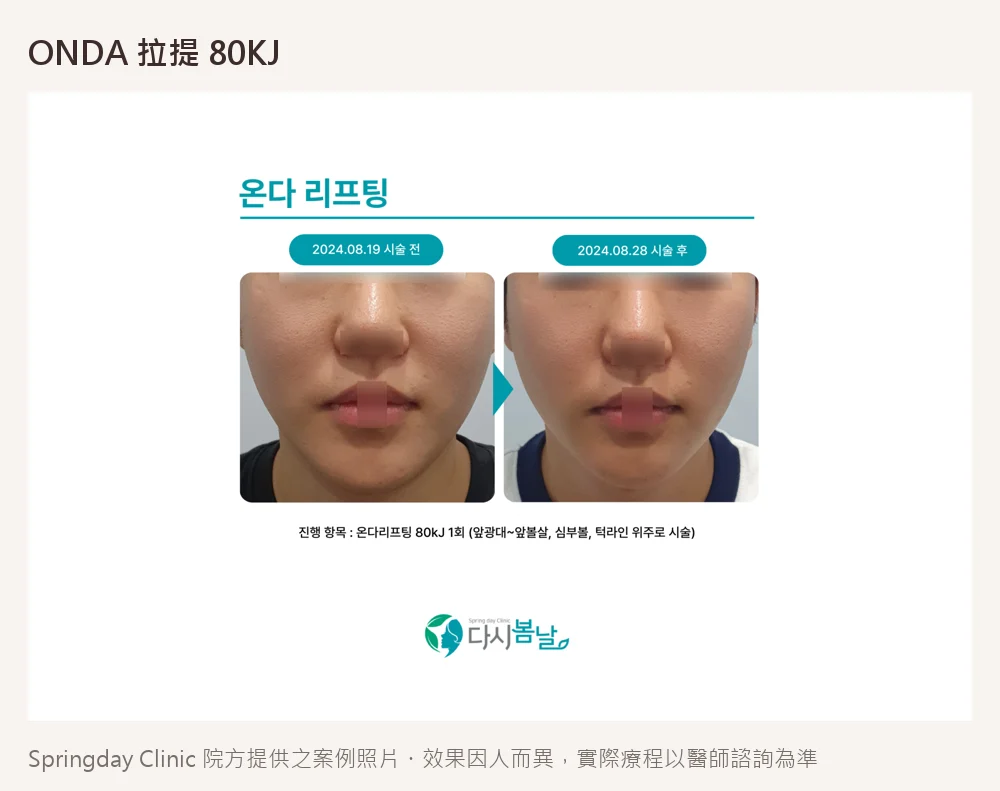 ONDA 拉提 80KJ
온다 리프팅
2024.08.19 시술 전
2024.08.28 시술 후
진행 항목 : 온다리프팅 80kJ 1회 (앞광대~앞볼살, 심부볼, 턱라인 위주로 시술)
Spring day Clinic
다시봄날
Springday Clinic 院方提供之案例照片・效果因人而異，實際療程以醫師諮詢為準